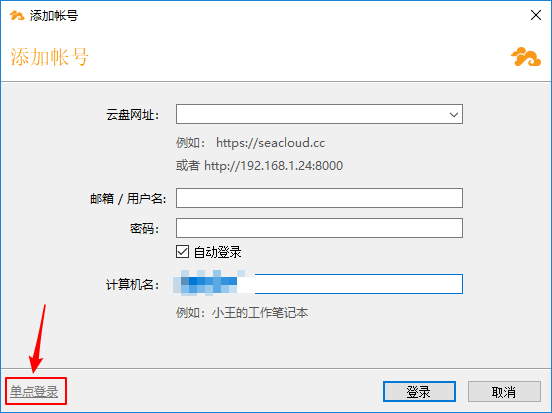 添加帐号
添加帐号
云盘网址：
例如： https://seacloud.cc
或者 http://192.168.1.24:8000
邮箱 / 用户名:
密码：
自动登录
计算机名：
例如：小王的工作笔记本
单点登录
登录
取消